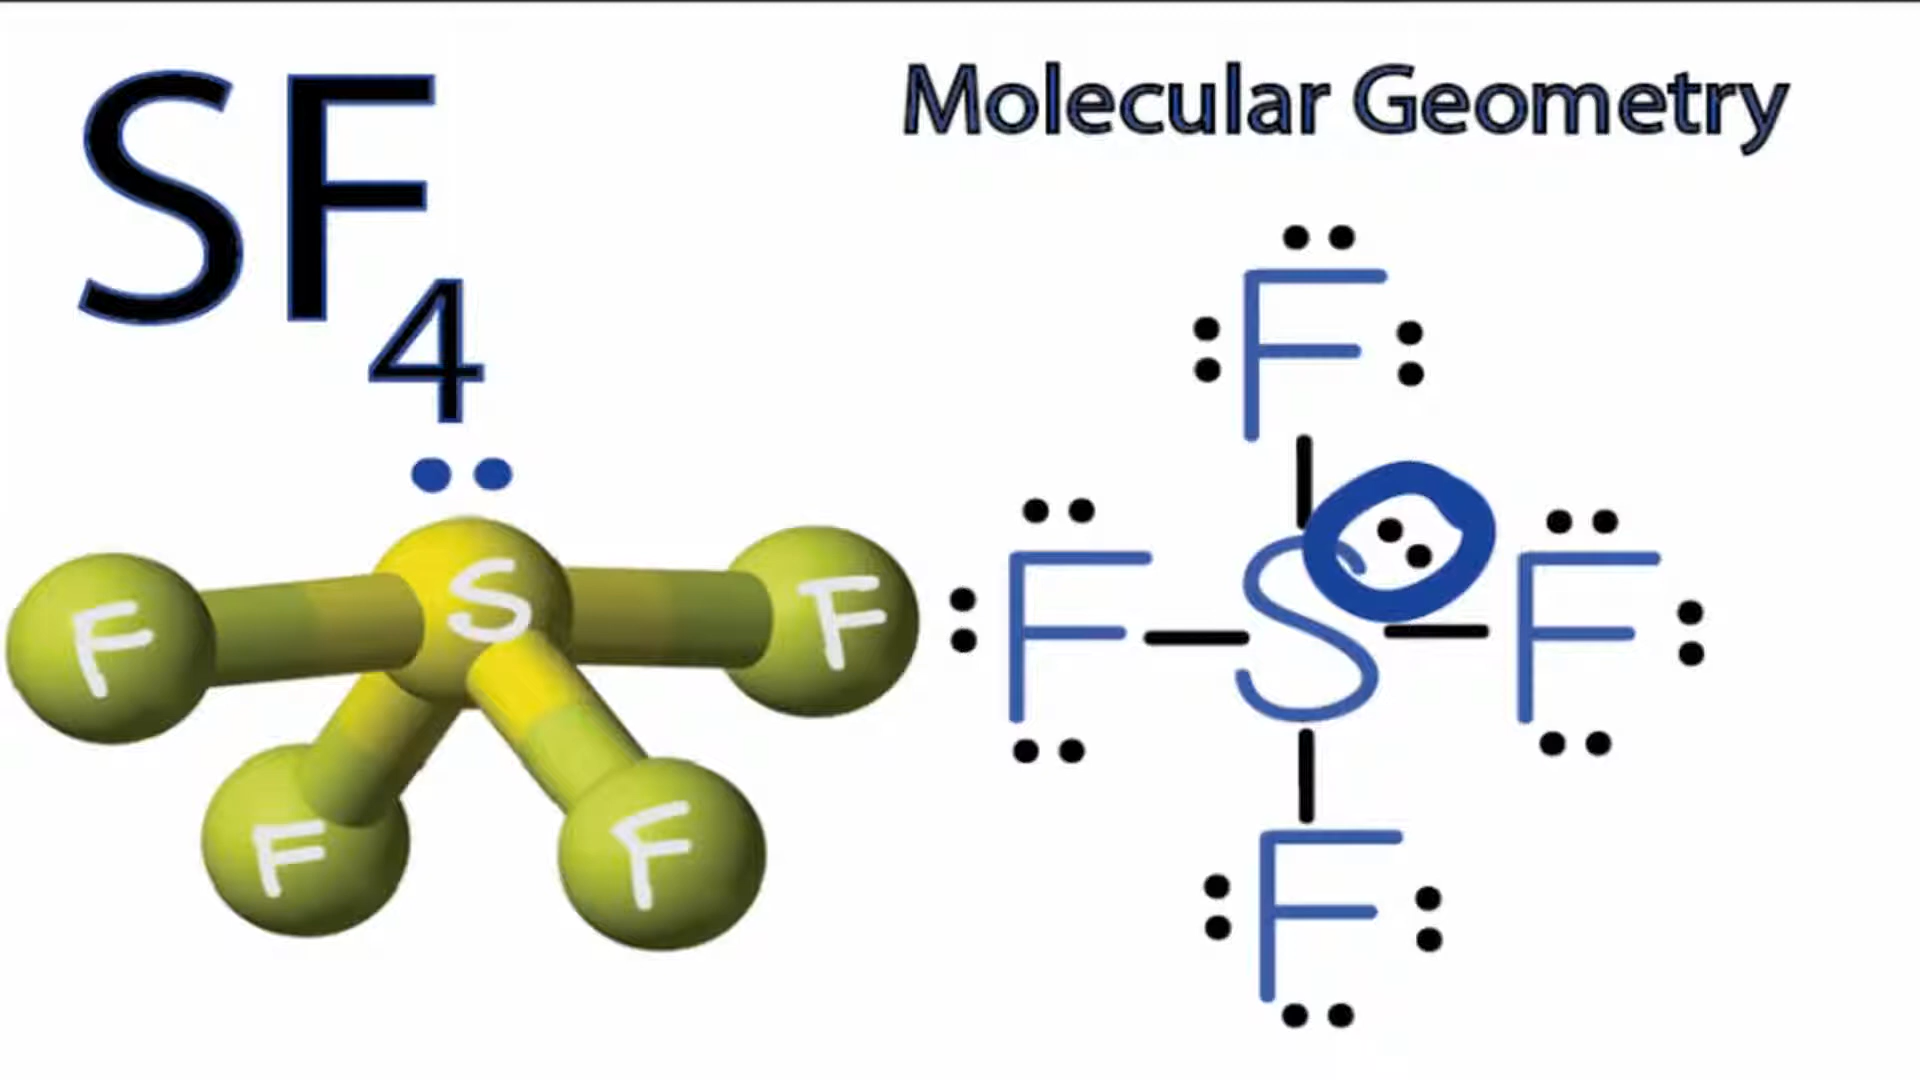 SF4
Molecular Geometry
F
F S F
F
F S F
F F